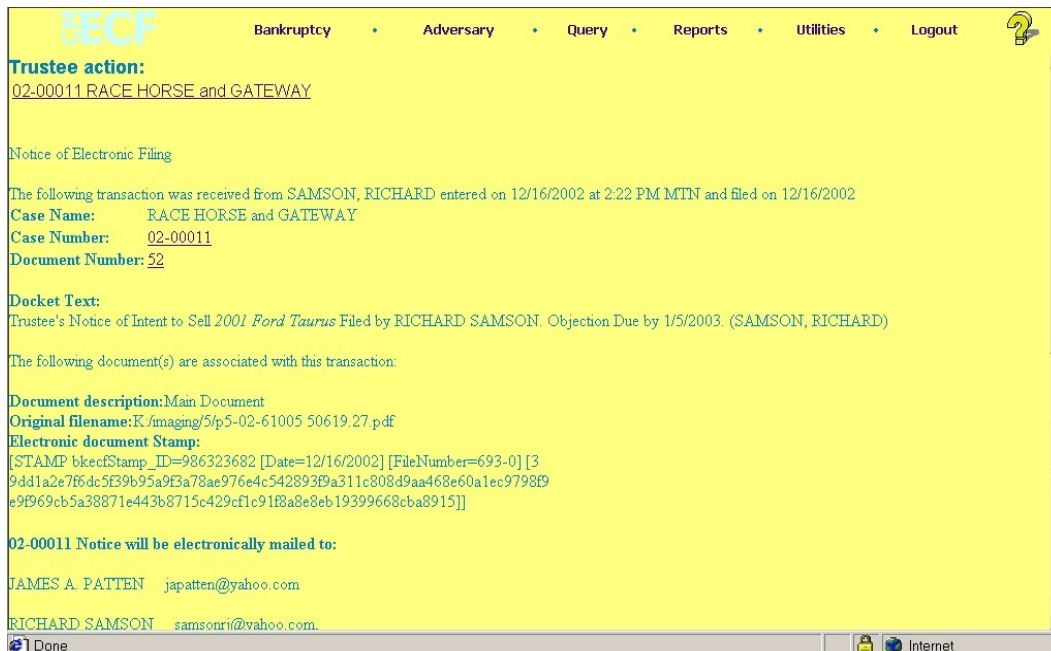 CM ECF Bankruptcy • Adversary • Query • Reports • Utilities • Logout ?
Trustee action:
02-00011 RACE HORSE and GATEWAY
Notice of Electronic Filing
The following transaction was received from SAMSON, RICHARD entered on 12/16/2002 at 2:22 PM MTN and filed on 12/16/2002
Case Name: RACE HORSE and GATEWAY
Case Number: 02-00011
Document Number: 52
Docket Text:
Trustee's Notice of Intent to Sell 2001 Ford Taurus Filed by RICHARD SAMSON. Objection Due by 1/5/2003. (SAMSON, RICHARD)
The following document(s) are associated with this transaction:
Document description:Main Document
Original filename:K:/imaging/5/p5-02-61005 50619.27.pdf
Electronic document Stamp:
[STAMP bkecfStamp_ID=986323682 [Date=12/16/2002] [FileNumber=693-0] [3
9dd1a2e7f6dc5f39b95a9f3a78ae976e4c542893f9a311c808d9aa468e60a1ec9798f9
e9f969cb5a38871e443b8715c429cf1c91f8a8e8eb19399668cba8915]]
02-00011 Notice will be electronically mailed to:
JAMES A. PATTEN japatten@yahoo.com
RICHARD SAMSON samsonri@yahoo.com,
Done Internet